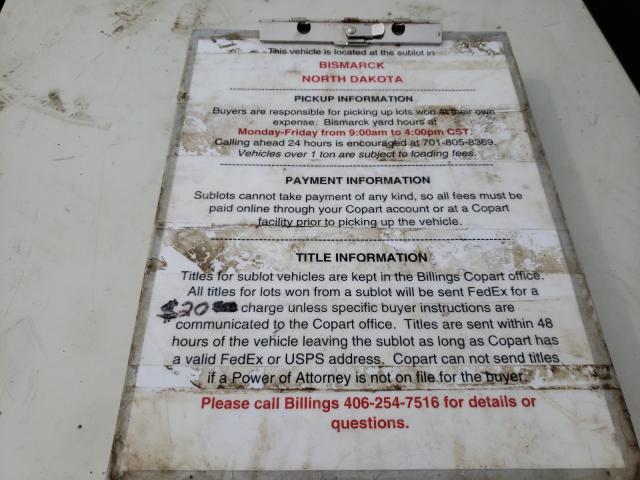 This vehicle is located at the sublot in
BISMARCK
NORTH DAKOTA
PICKUP INFORMATION
Buyers are responsible for picking up lots won at their own
expense. Bismarck yard hours at
Monday-Friday from 9:00am to 4:00pm CST.
Calling ahead 24 hours is encouraged at 701-805-8369.
Vehicles over 1 ton are subject to loading fees.
PAYMENT INFORMATION
Sublots cannot take payment of any kind, so all fees must be
paid online through your Copart account or at a Copart
facility prior to picking up the vehicle.
TITLE INFORMATION
Titles for sublot vehicles are kept in the Billings Copart office.
All titles for lots won from a sublot will be sent FedEx for a
$20 charge unless specific buyer instructions are
communicated to the Copart office. Titles are sent within 48
hours of the vehicle leaving the sublot as long as Copart has
a valid FedEx or USPS address. Copart can not send titles
if a Power of Attorney is not on file for the buyer.
Please call Billings 406-254-7516 for details or
questions.